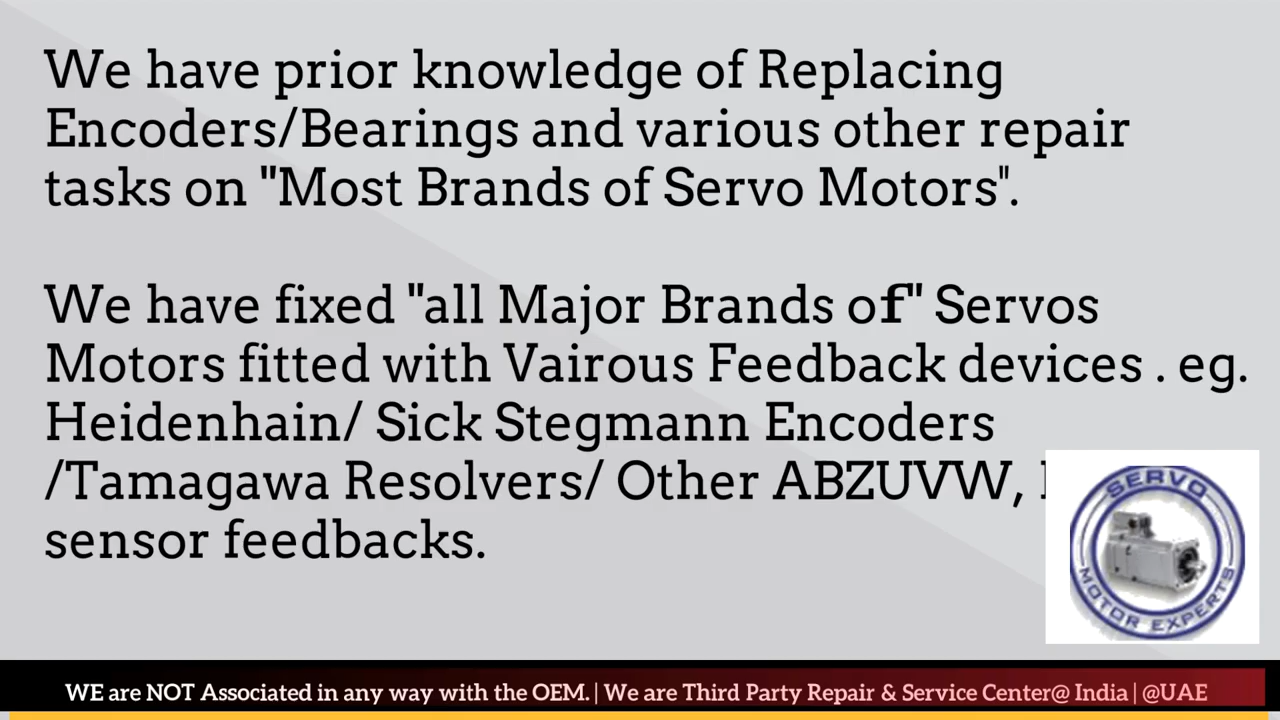 We have prior knowledge of Replacing
Encoders/Bearings and various other repair
tasks on "Most Brands of Servo Motors".
We have fixed "all Major Brands of" Servos
Motors fitted with Vairous Feedback devices . eg.
Heidenhain/ Sick Stegmann Encoders
/Tamagawa Resolvers/ Other ABZUVW,
sensor feedbacks.
SERVO
MOTOR EXPERTS
WE are NOT Associated in any way with the OEM. | We are Third Party Repair & Service Center@ India | @UAE